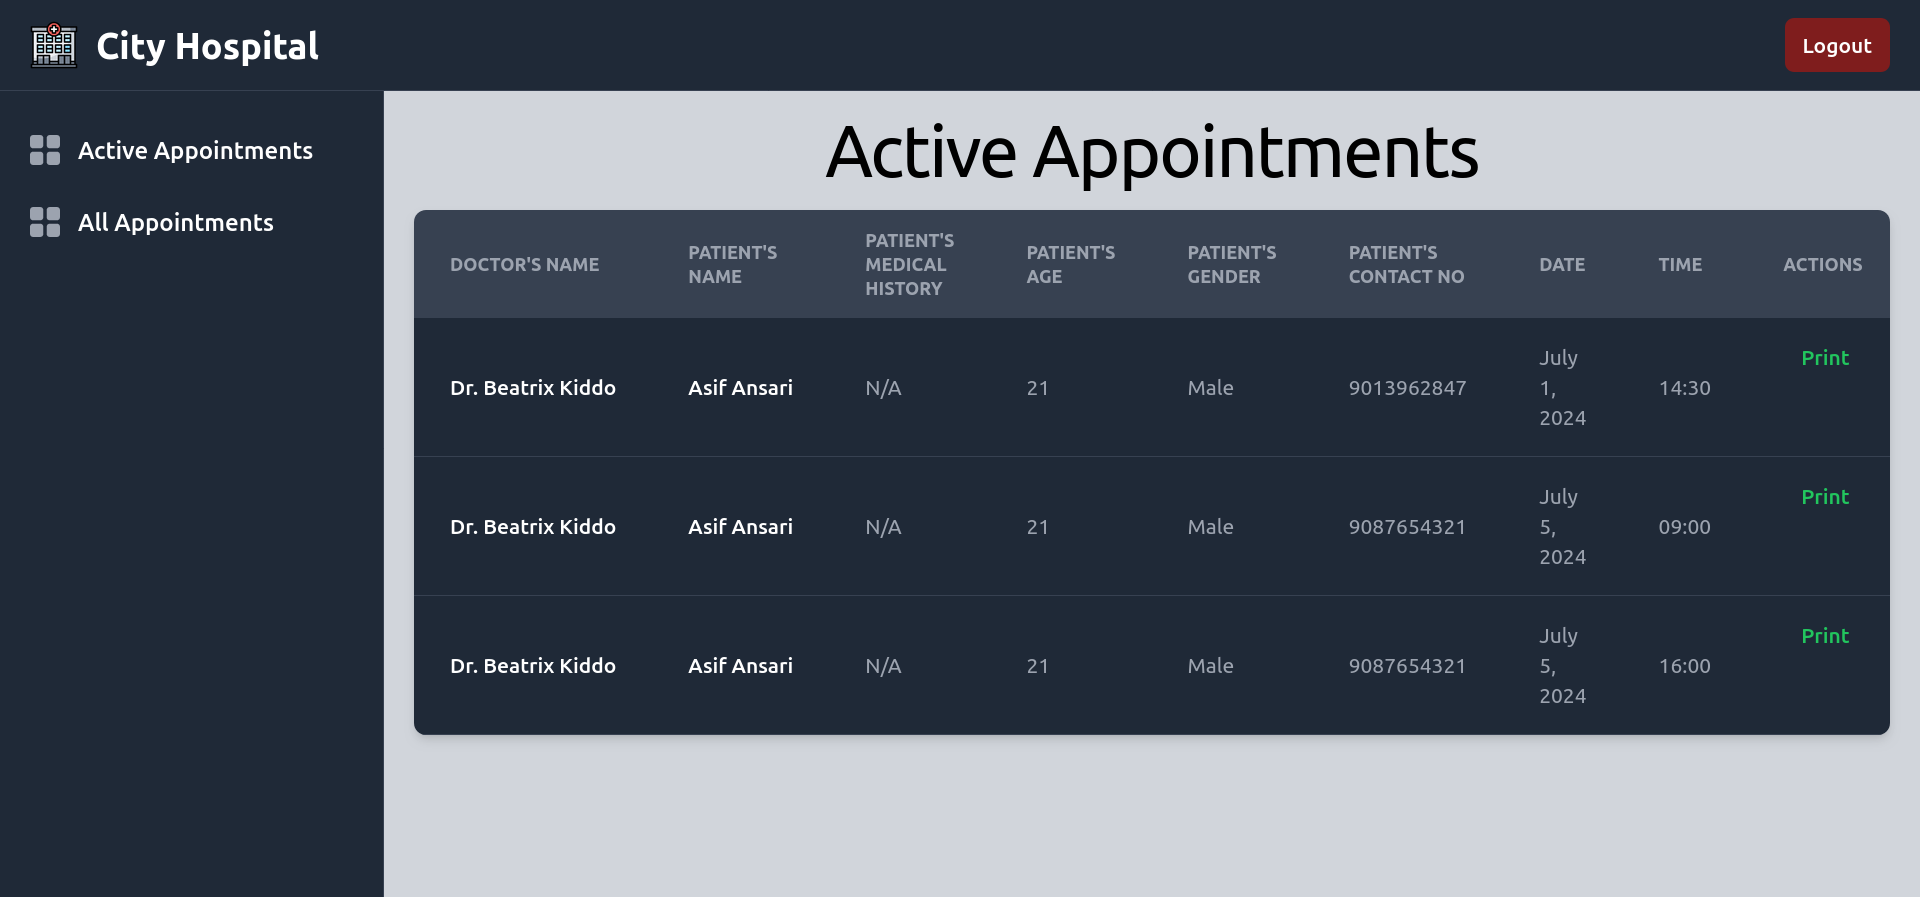 City Hospital
Logout
Active Appointments
All Appointments
Active Appointments
DOCTOR'S NAME
PATIENT'S
NAME
PATIENT'S
MEDICAL
HISTORY
PATIENT'S
AGE
PATIENT'S
GENDER
PATIENT'S
CONTACT NO
DATE
TIME
ACTIONS
Dr. Beatrix Kiddo
Asif Ansari
N/A
21
Male
9013962847
July
1,
2024
14:30
Print
Dr. Beatrix Kiddo
Asif Ansari
N/A
21
Male
9087654321
July
5,
2024
09:00
Print
Dr. Beatrix Kiddo
Asif Ansari
N/A
21
Male
9087654321
July
5,
2024
16:00
Print